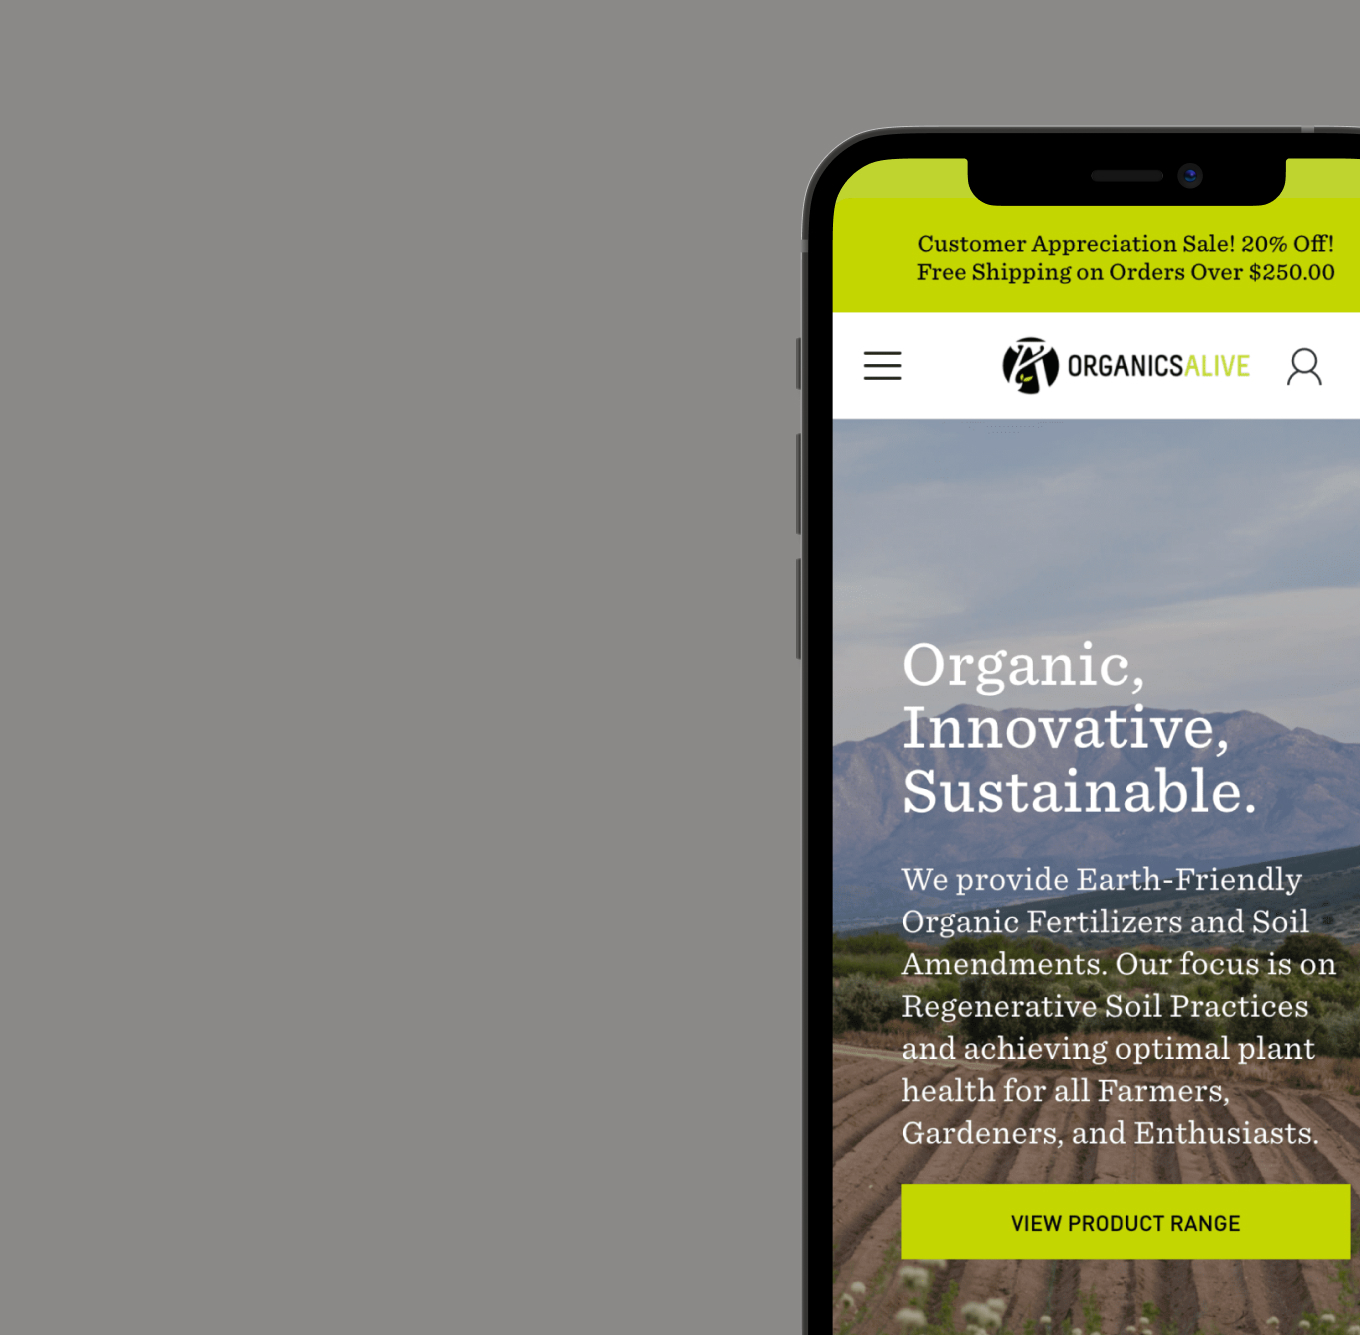 Customer Appreciation Sale! 20% Off!
Free Shipping on Orders Over $250.00
ORGANICSALIVE
Organic,
Innovative,
Sustainable.
We provide Earth-Friendly
Organic Fertilizers and Soil
Amendments. Our focus is on
Regenerative Soil Practices
and achieving optimal plant
health for all Farmers,
Gardeners, and Enthusiasts.
VIEW PRODUCT RANGE